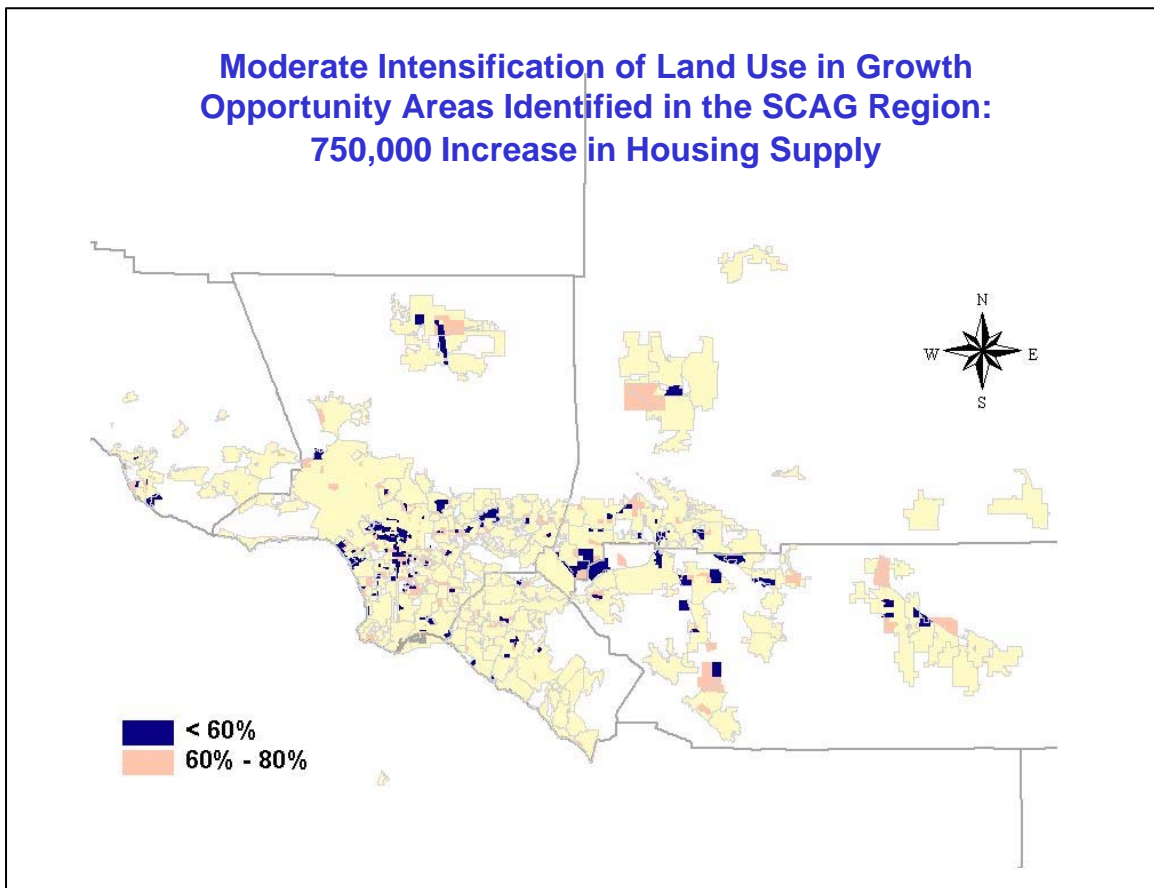 Moderate Intensification of Land Use in Growth
Opportunity Areas Identified in the SCAG Region:
750,000 Increase in Housing Supply
N
W E
S
< 60%
60% - 80%